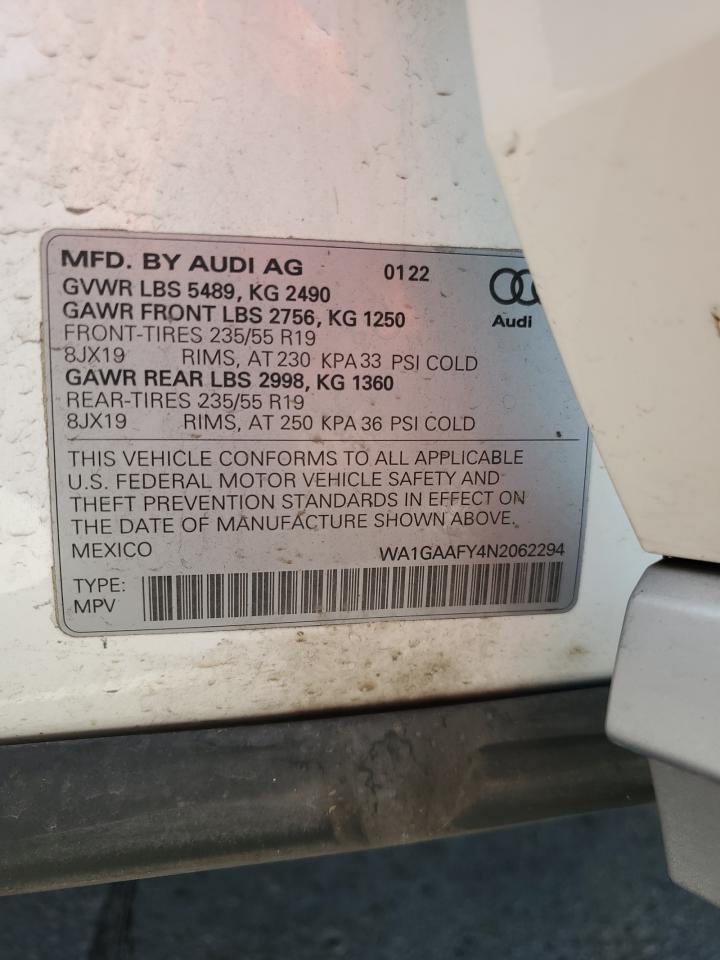 MFD. BY AUDI AG 0122
GVWR LBS 5489, KG 2490
GAWR FRONT LBS 2756, KG 1250
Audi
FRONT-TIRES 235/55 R19
8JX19 RIMS, AT 230 KPA 33 PSI COLD
GAWR REAR LBS 2998, KG 1360
REAR-TIRES 235/55 R19
8JX19 RIMS, AT 250 KPA 36 PSI COLD
THIS VEHICLE CONFORMS TO ALL APPLICABLE
U.S. FEDERAL MOTOR VEHICLE SAFETY AND
THEFT PREVENTION STANDARDS IN EFFECT ON
THE DATE OF MANUFACTURE SHOWN ABOVE.
MEXICO WA1GAAFY4N2062294
TYPE:
MPV